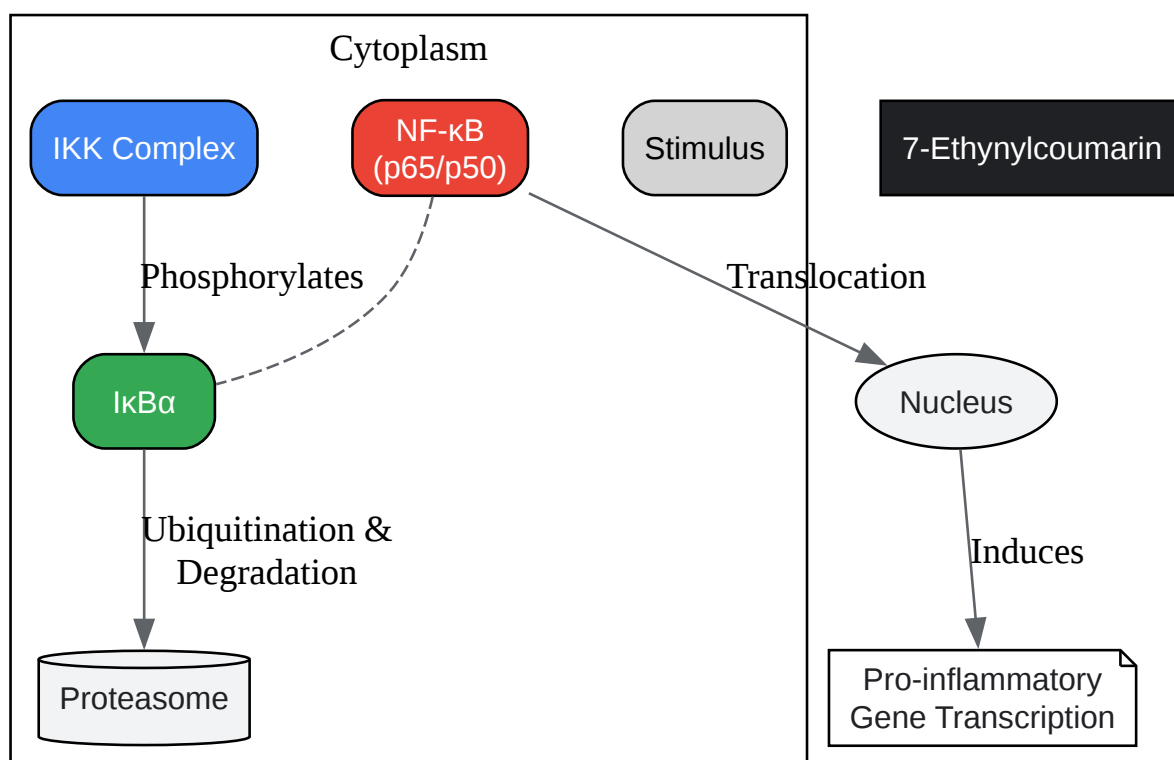 Cytoplasm
IKK Complex
NF-κB
(p65/p50)
Stimulus
7-Ethynylcoumarin
Phosphorylates
Translocation
IκBα
Nucleus
Ubiquitination &
Degradation
Induces
Proteasome
Pro-inflammatory
Gene Transcription